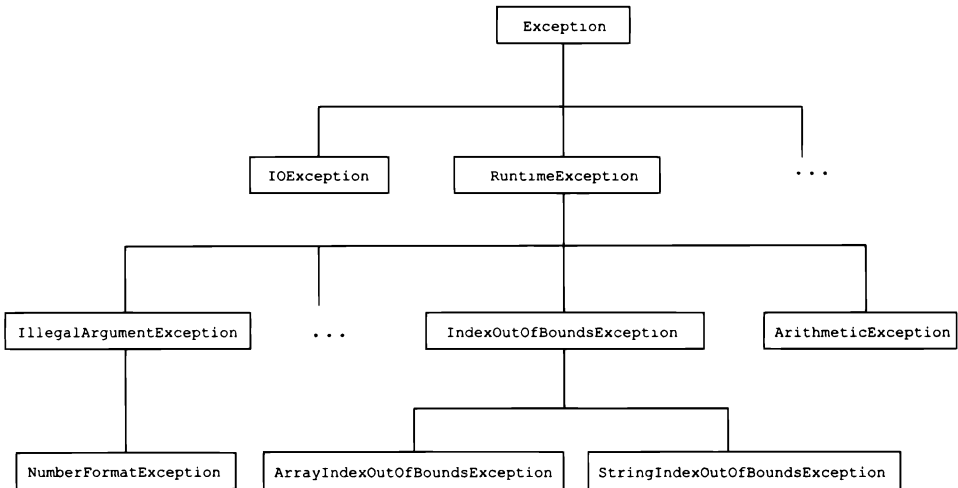 Exception
IOException
RuntimeException
...
IllegalArgumentException
...
IndexOutOfBoundsException
ArithmeticException
NumberFormatException
ArrayIndexOutOfBoundsException
StringIndexOutOfBoundsException